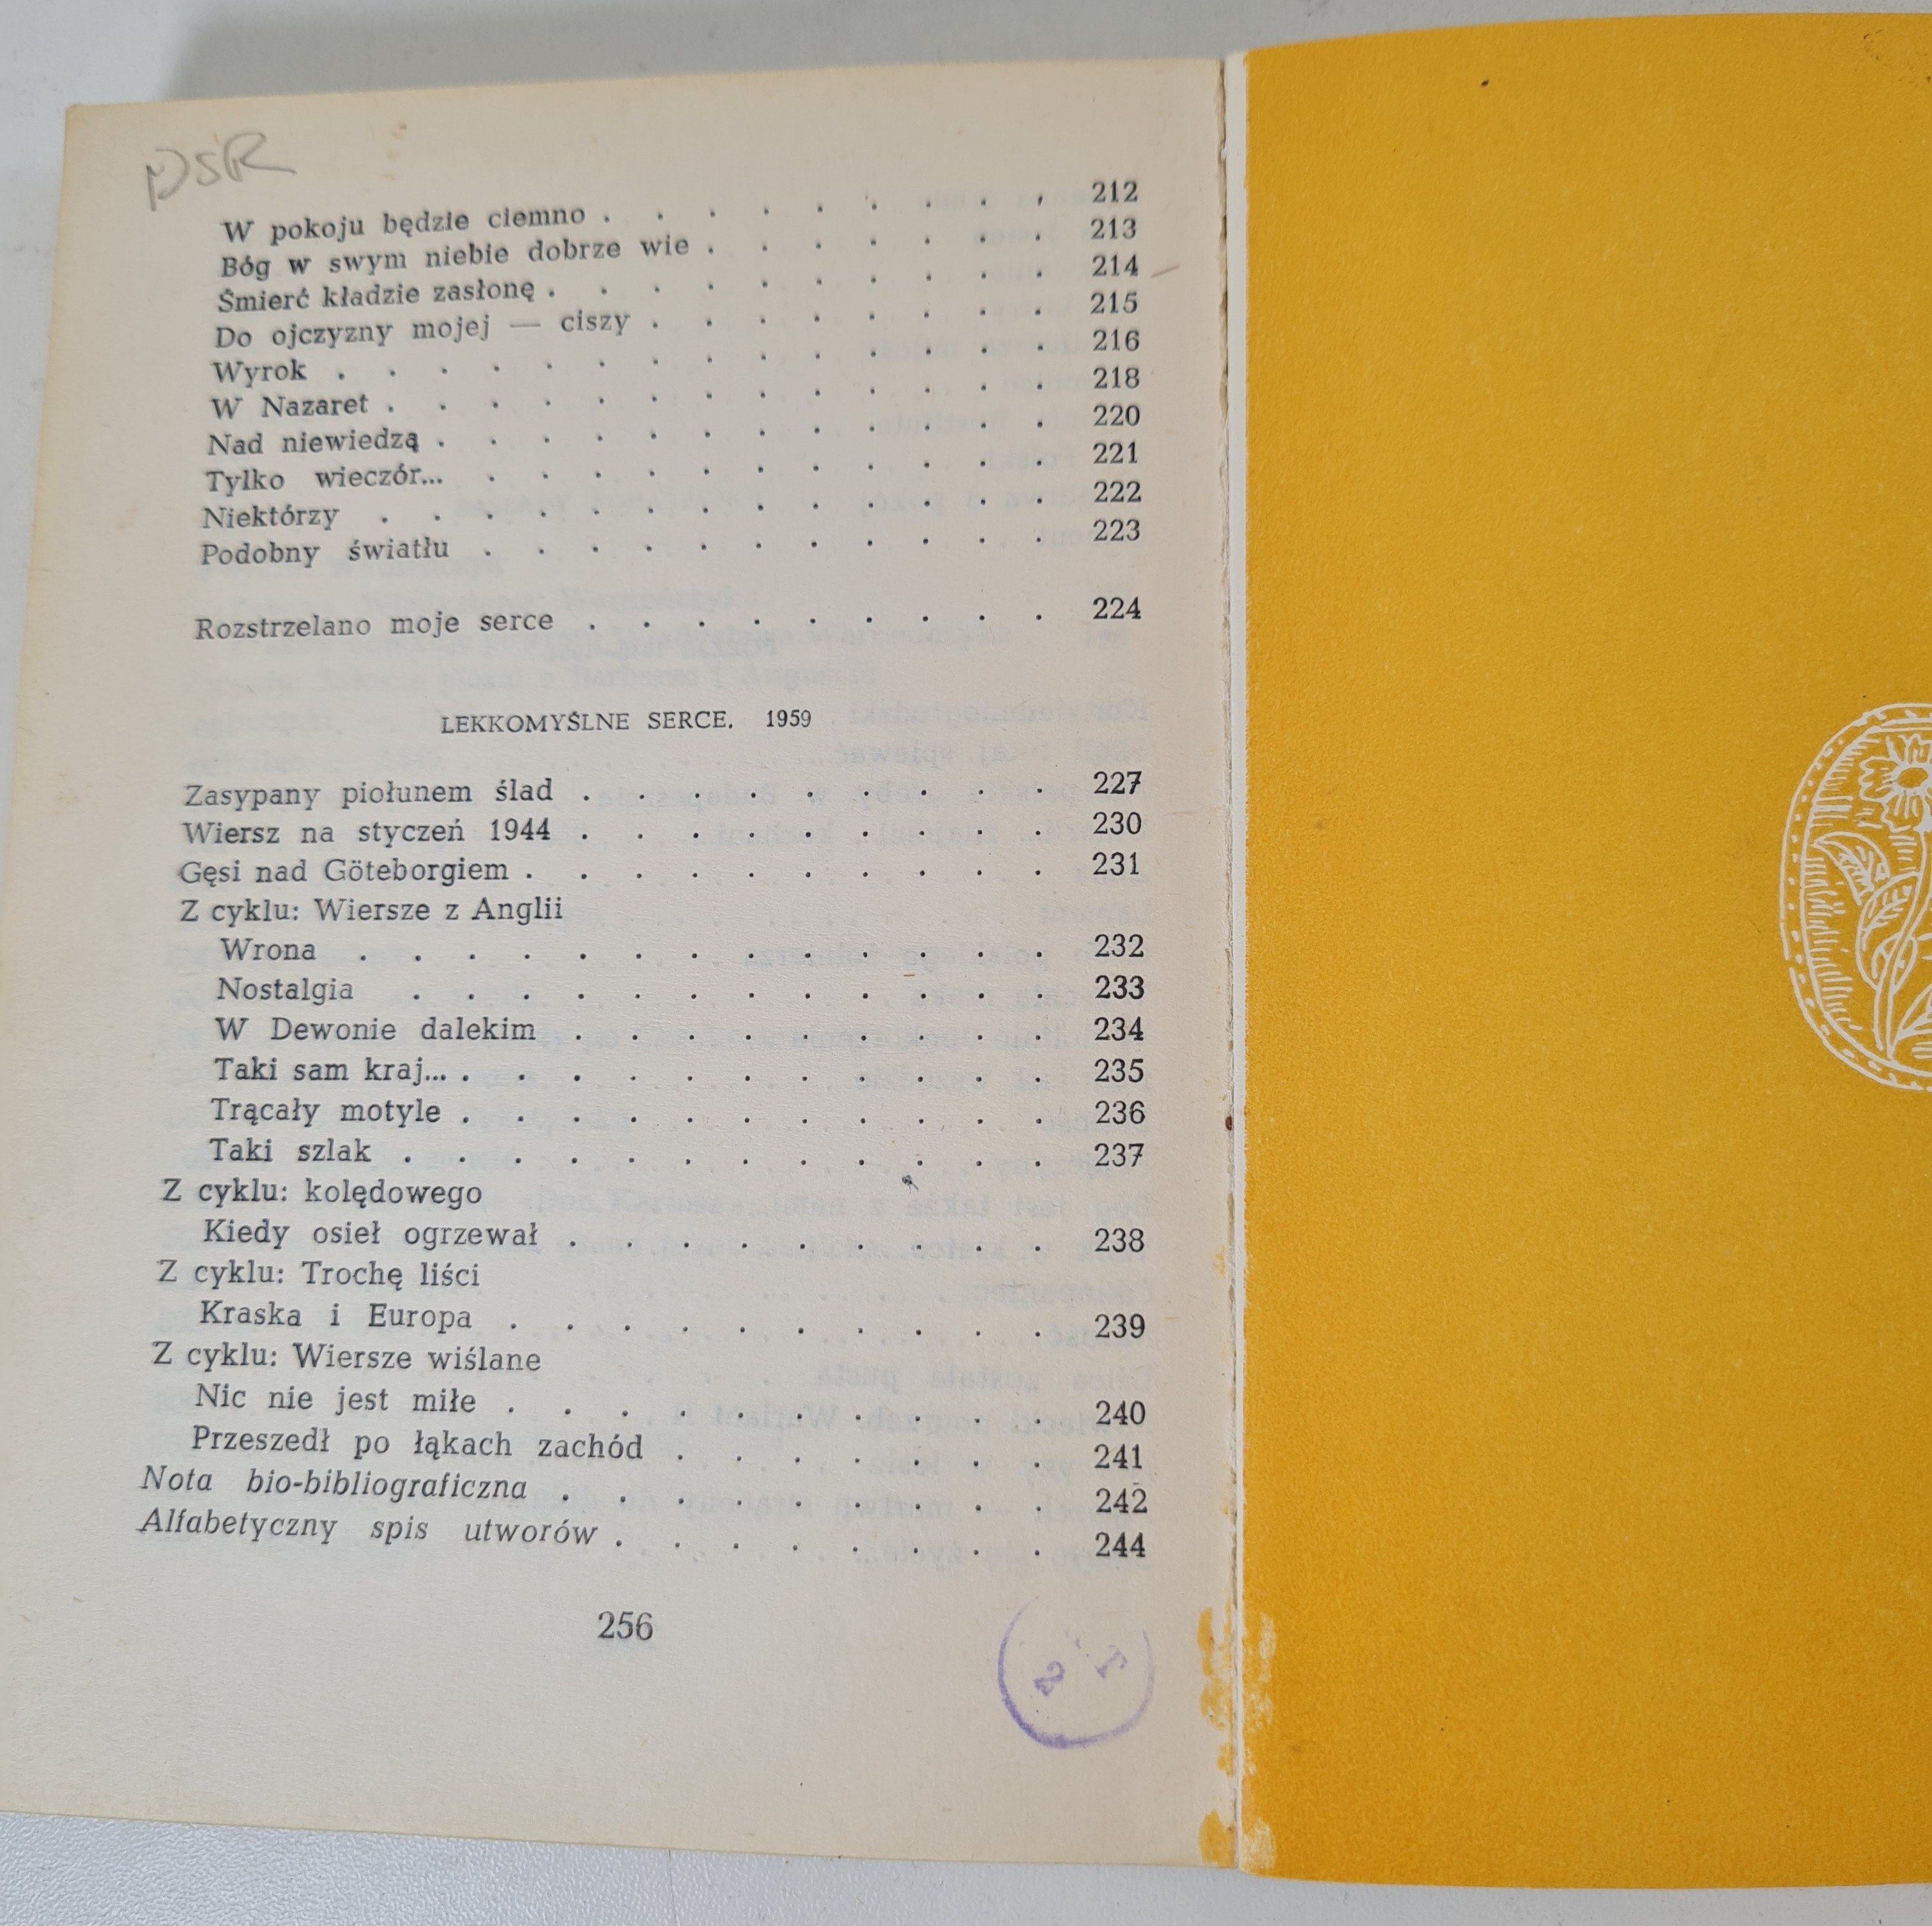 W pokoju będzie ciemno . . . . . . . . . 212
Bóg w swym niebie dobrze wie . . . . . . . 213
Śmierć kładzie zasłonę . . . . . . . . . . 214
Do ojczyzny mojej — ciszy . . . . . . . . 215
Wyrok . . . . . . . . . . . . . . 216
W Nazaret . . . . . . . . . . . . . 218
Nad niewiedzą . . . . . . . . . . . . 220
Tylko wieczór... . . . . . . . . . . . 221
Niektórzy . . . . . . . . . . . . . 222
Podobny światłu . . . . . . . . . . . 223
Rozstrzelano moje serce . . . . . . . . . 224
LEKKOMYŚLNE SERCE. 1959
Zasypany piołunem ślad . . . . . . . . . 227
Wiersz na styczeń 1944 . . . . . . . . . 230
Gęsi nad Göteborgiem . . . . . . . . . . 231
Z cyklu: Wiersze z Anglii
Wrona . . . . . . . . . . . . . 232
Nostalgia . . . . . . . . . . . . 233
W Dewonie dalekim . . . . . . . . . 234
Taki sam kraj... . . . . . . . . . . . 235
Trącały motyle . . . . . . . . . . . 236
Taki szlak . . . . . . . . . . . . 237
Z cyklu: kolędowego
Kiedy osieł ogrzewał . . . . . . . . . 238
Z cyklu: Trochę liści
Kraska i Europa . . . . . . . . . . 239
Z cyklu: Wiersze wiślane
Nic nie jest miłe . . . . . . . . . . 240
Przeszedł po łąkach zachód . . . . . . . 241
Nota bio-bibliograficzna . . . . . . . . . 242
Alfabetyczny spis utworów . . . . . . . . 244
256